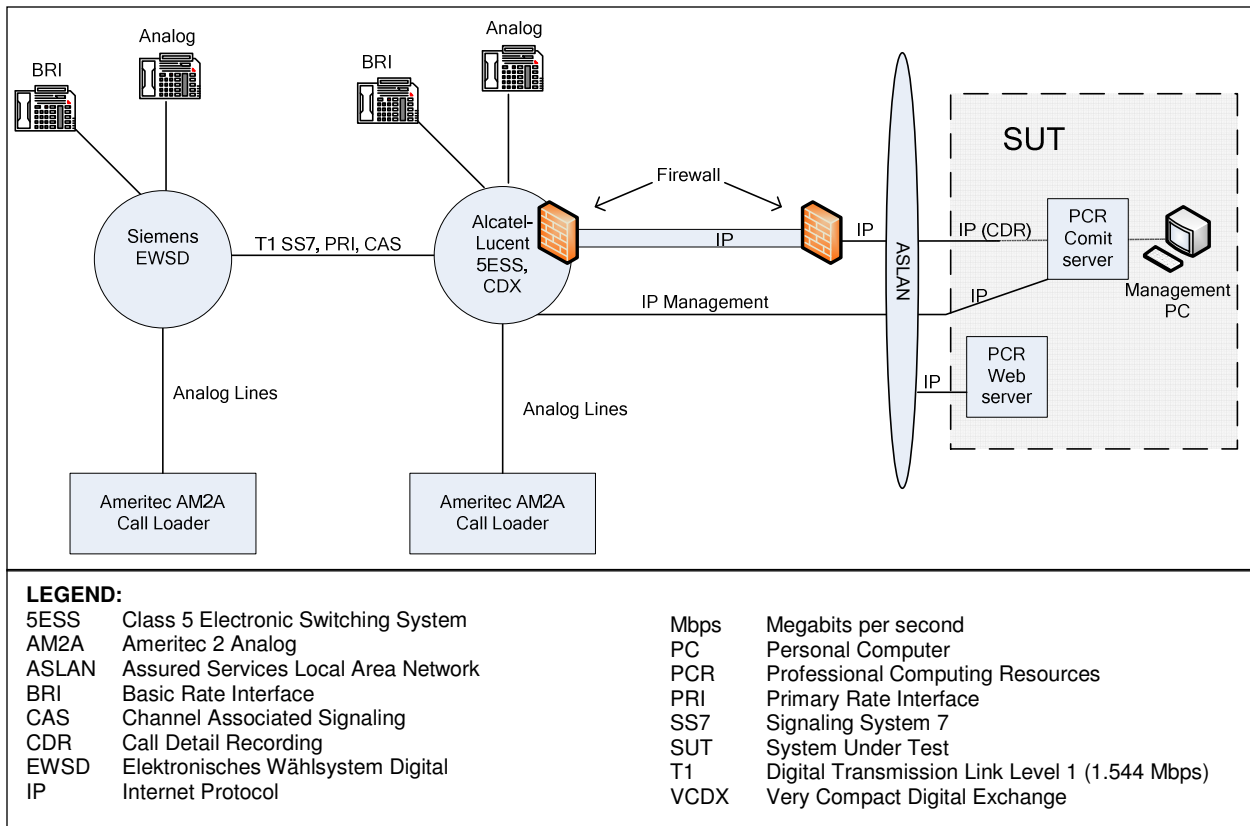 Analog
BRI
Analog
BRI
SUT
Firewall
Siemens
EWSD
T1 SS7, PRI, CAS
Alcatel-
Lucent
5ESS,
CDX
IP
IP
ASLAN
IP (CDR)
PCR
Comit
server
Management
PC
IP Management
IP
PCR
Web
server
IP
Analog Lines
Analog Lines
Ameritec AM2A
Call Loader
Ameritec AM2A
Call Loader
LEGEND:
5ESS Class 5 Electronic Switching System
AM2A Ameritec 2 Analog
ASLAN Assured Services Local Area Network
BRI Basic Rate Interface
CAS Channel Associated Signaling
CDR Call Detail Recording
EWSD Elektronisches Wählsystem Digital
IP Internet Protocol
Mbps Megabits per second
PC Personal Computer
PCR Professional Computing Resources
PRI Primary Rate Interface
SS7 Signaling System 7
SUT System Under Test
T1 Digital Transmission Link Level 1 (1.544 Mbps)
VCDX Very Compact Digital Exchange